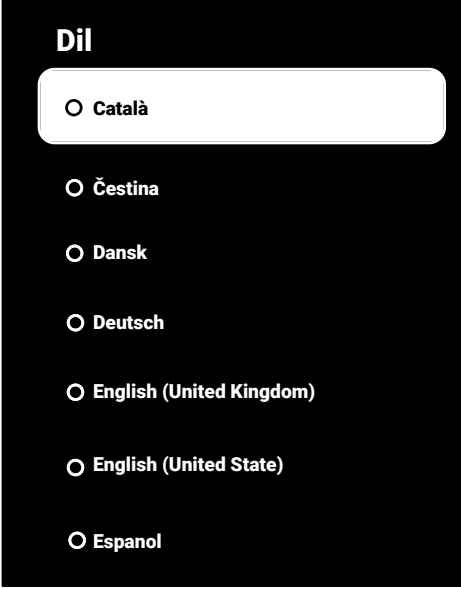 Dil
Català
Čestina
Dansk
Deutsch
English (United Kingdom)
English (United State)
Espanol